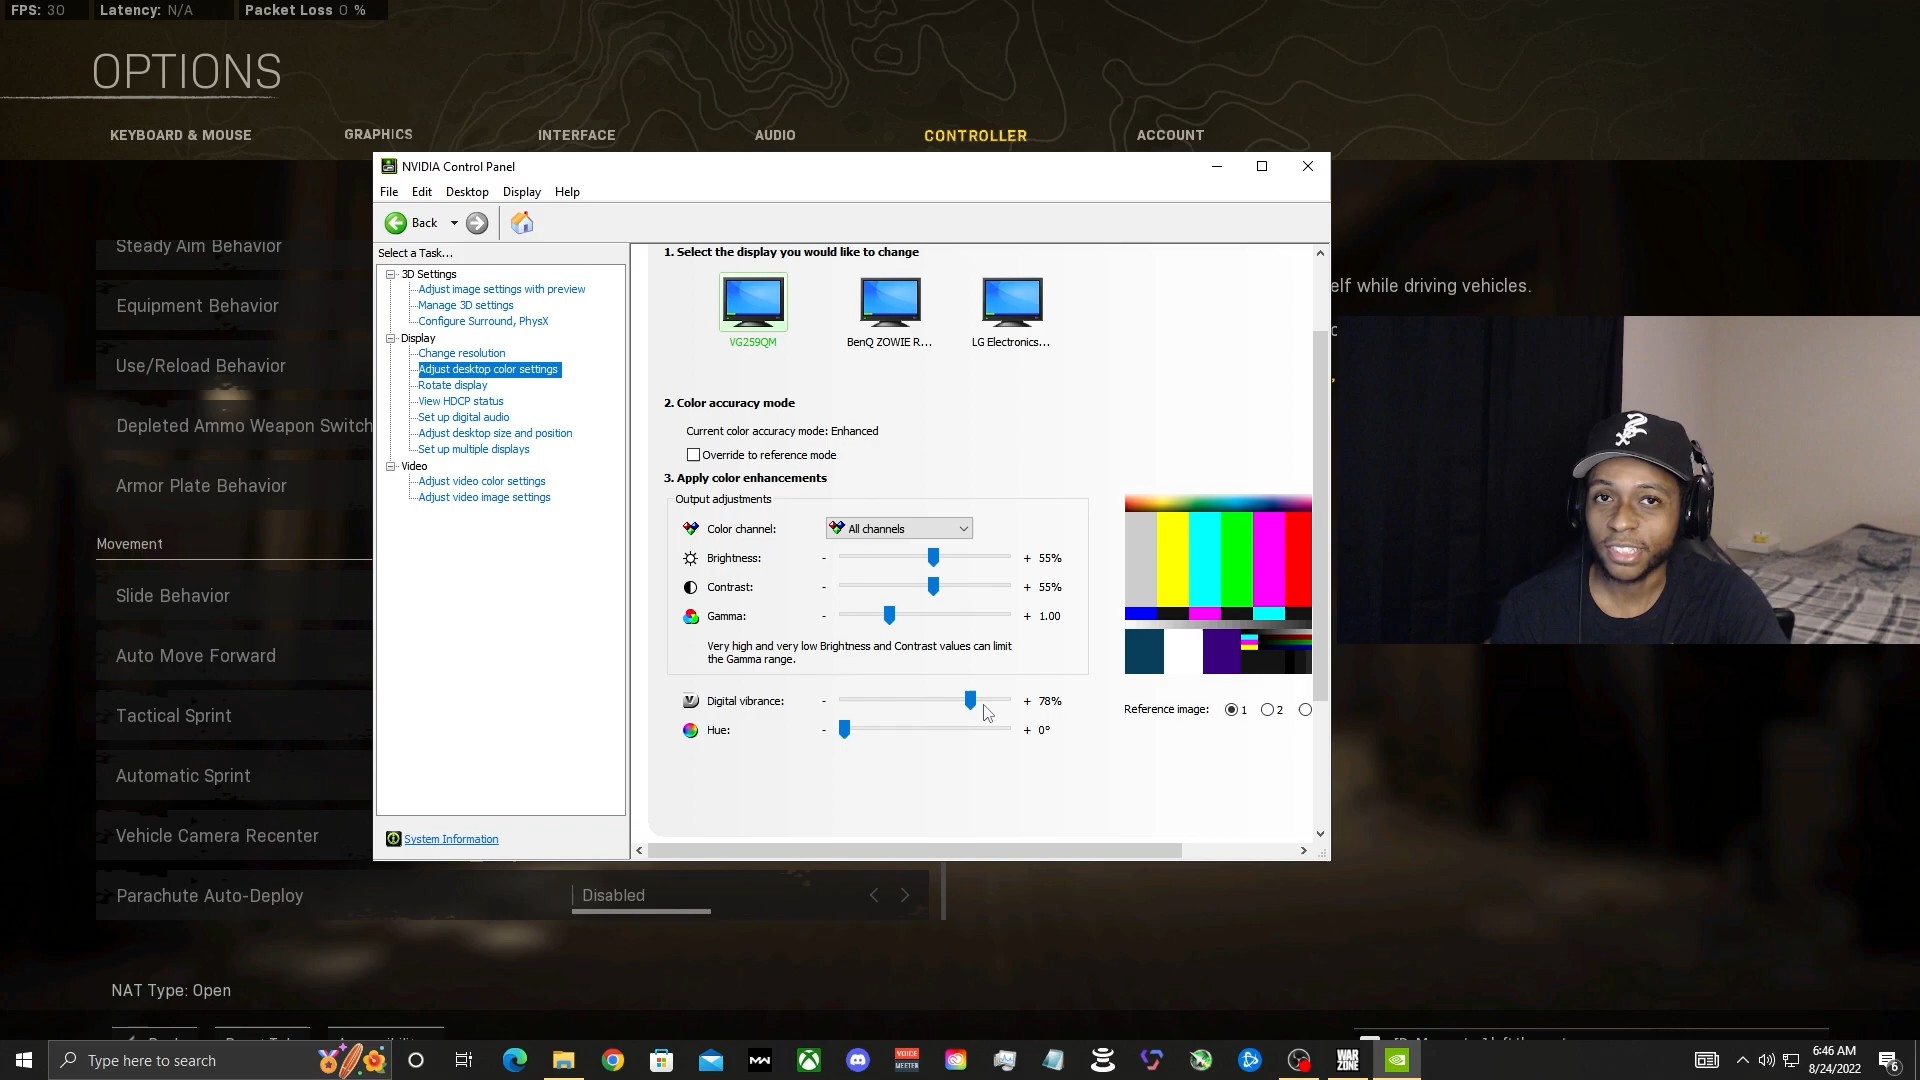 FPS: 30 Latency: N/A Packet Loss 0 %
OPTIONS
KEYBOARD & MOUSE GRAPHICS INTERFACE AUDIO CONTROLLER ACCOUNT
NVIDIA Control Panel
File Edit Desktop Display Help
Back
Select a Task...
3D Settings
Adjust image settings with preview
Manage 3D settings
Configure Surround, PhysX
Display
Change resolution
Adjust desktop color settings
Rotate display
View HDCP status
Set up digital audio
Adjust desktop size and position
Set up multiple displays
Video
Adjust video color settings
Adjust video image settings
System Information
1. Select the display you would like to change
VG259QM BenQ ZOWIE R... LG Electronics...
2. Color accuracy mode
Current color accuracy mode: Enhanced
Override to reference mode
3. Apply color enhancements
Output adjustments
Color channel: All channels
Brightness: - + 55%
Contrast: - + 55%
Gamma: - + 1.00
Very high and very low Brightness and Contrast values can limit
the Gamma range.
Digital vibrance: - + 78%
Hue: - + 0°
Reference image: 1 2
elf while driving vehicles.
Steady Aim Behavior
Equipment Behavior
Use/Reload Behavior
Depleted Ammo Weapon Switch
Armor Plate Behavior
Movement
Slide Behavior
Auto Move Forward
Tactical Sprint
Automatic Sprint
Vehicle Camera Recenter
Parachute Auto-Deploy Disabled
NAT Type: Open
Type here to search
MW
VOICE
MEETER
WAR
ZONE
6:46 AM
8/24/2022
6